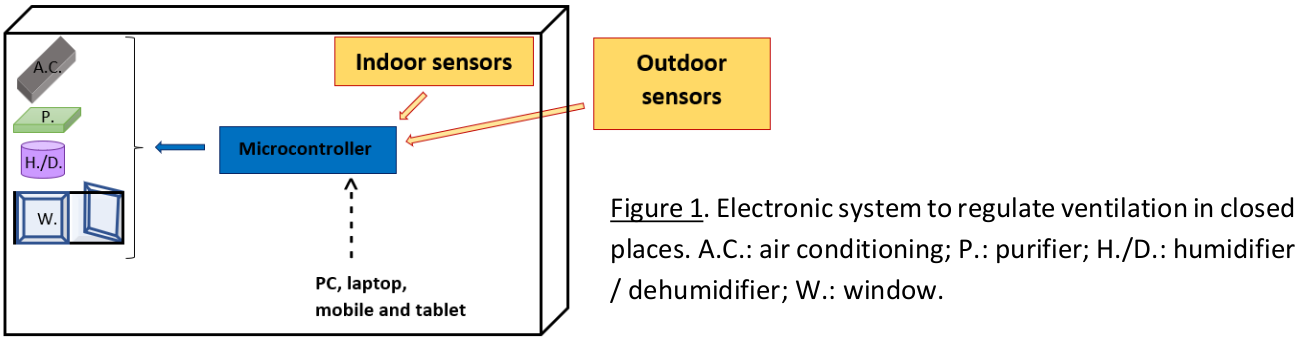 A.C.
P.
H./D.
W.
Indoor sensors
Outdoor
sensors
Microcontroller
PC, laptop,
mobile and tablet
Figure 1. Electronic system to regulate ventilation in closed
places. A.C.: air conditioning; P.: purifier; H./D.: humidifier
/ dehumidifier; W.: window.